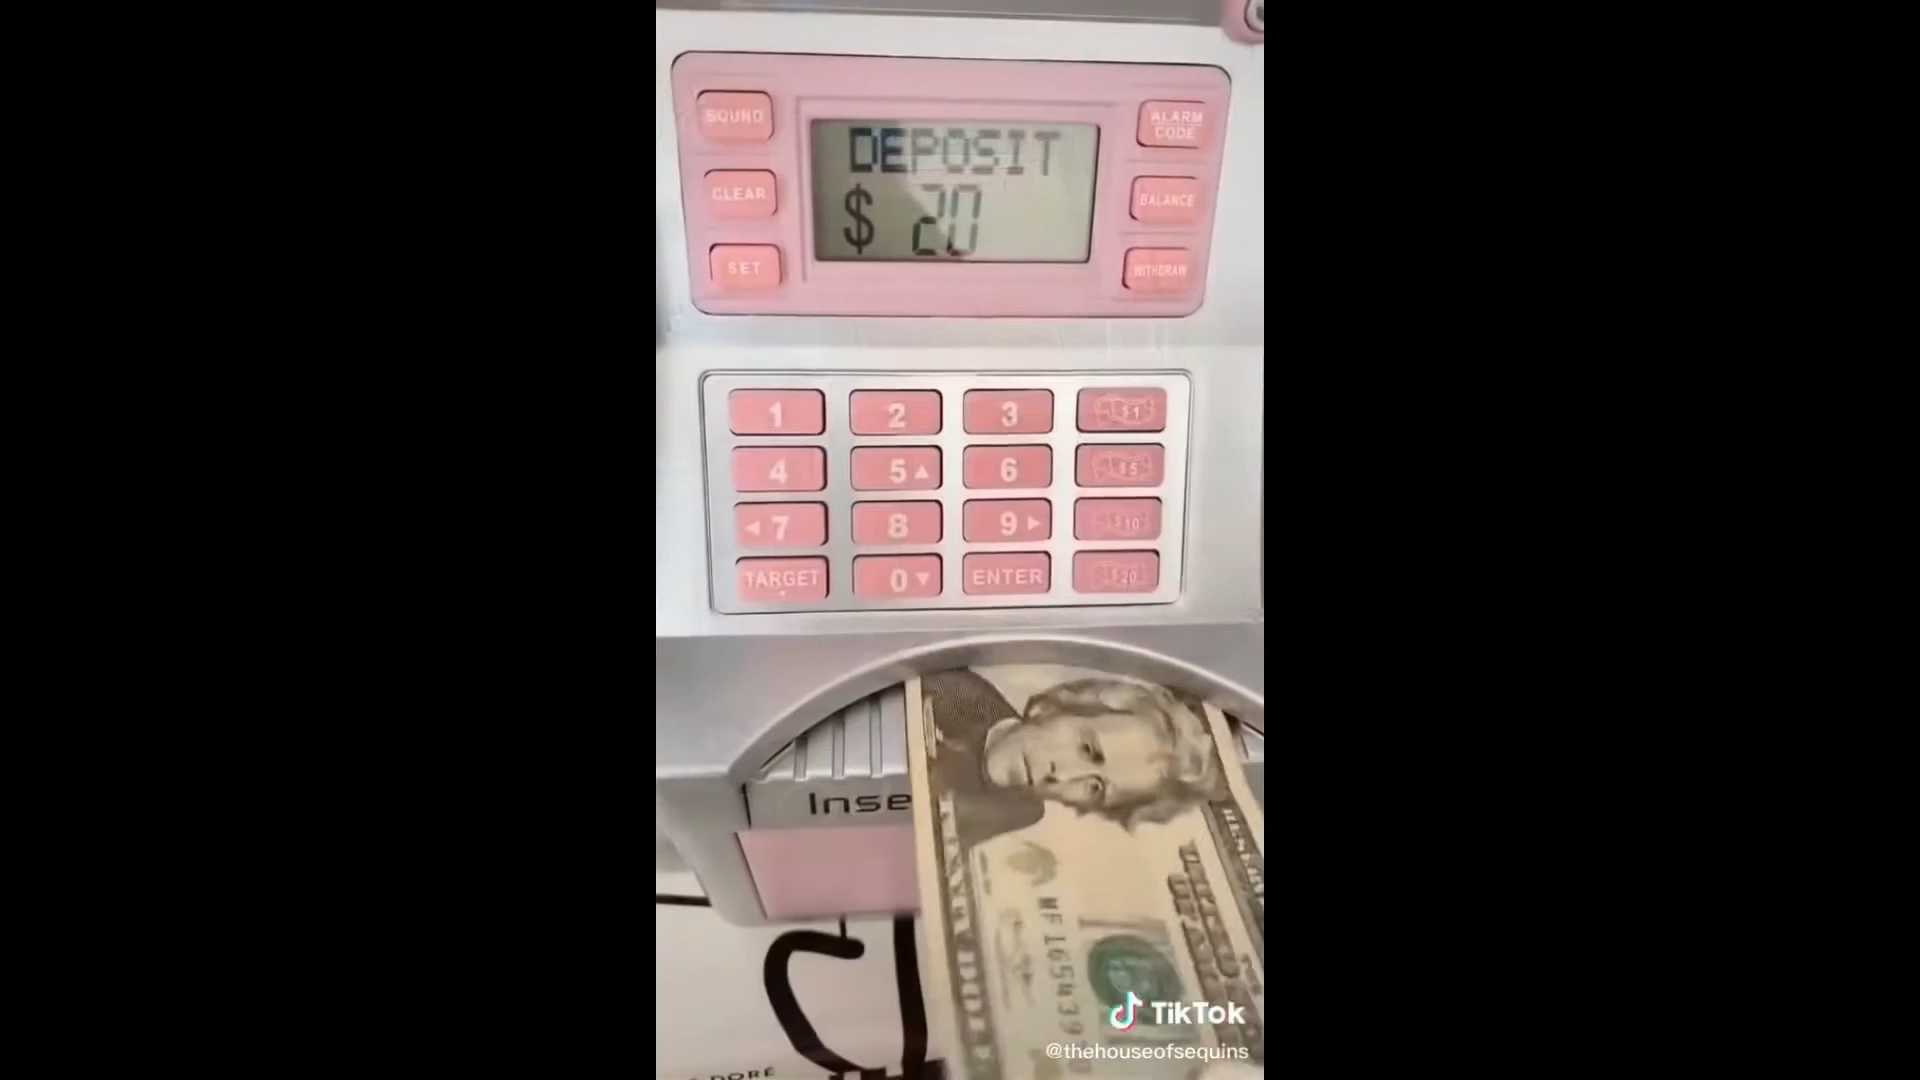 SOUND
ALARM
CODE
DEPOSIT
CLEAR
$ 20
BALANCE
SET
WITHDRAW
1
2
3
$1
4
5▲
6
$5
◀7
8
9▶
$10
TARGET
0▼
ENTER
$20
Inse
TikTok
@thehouseofsequins